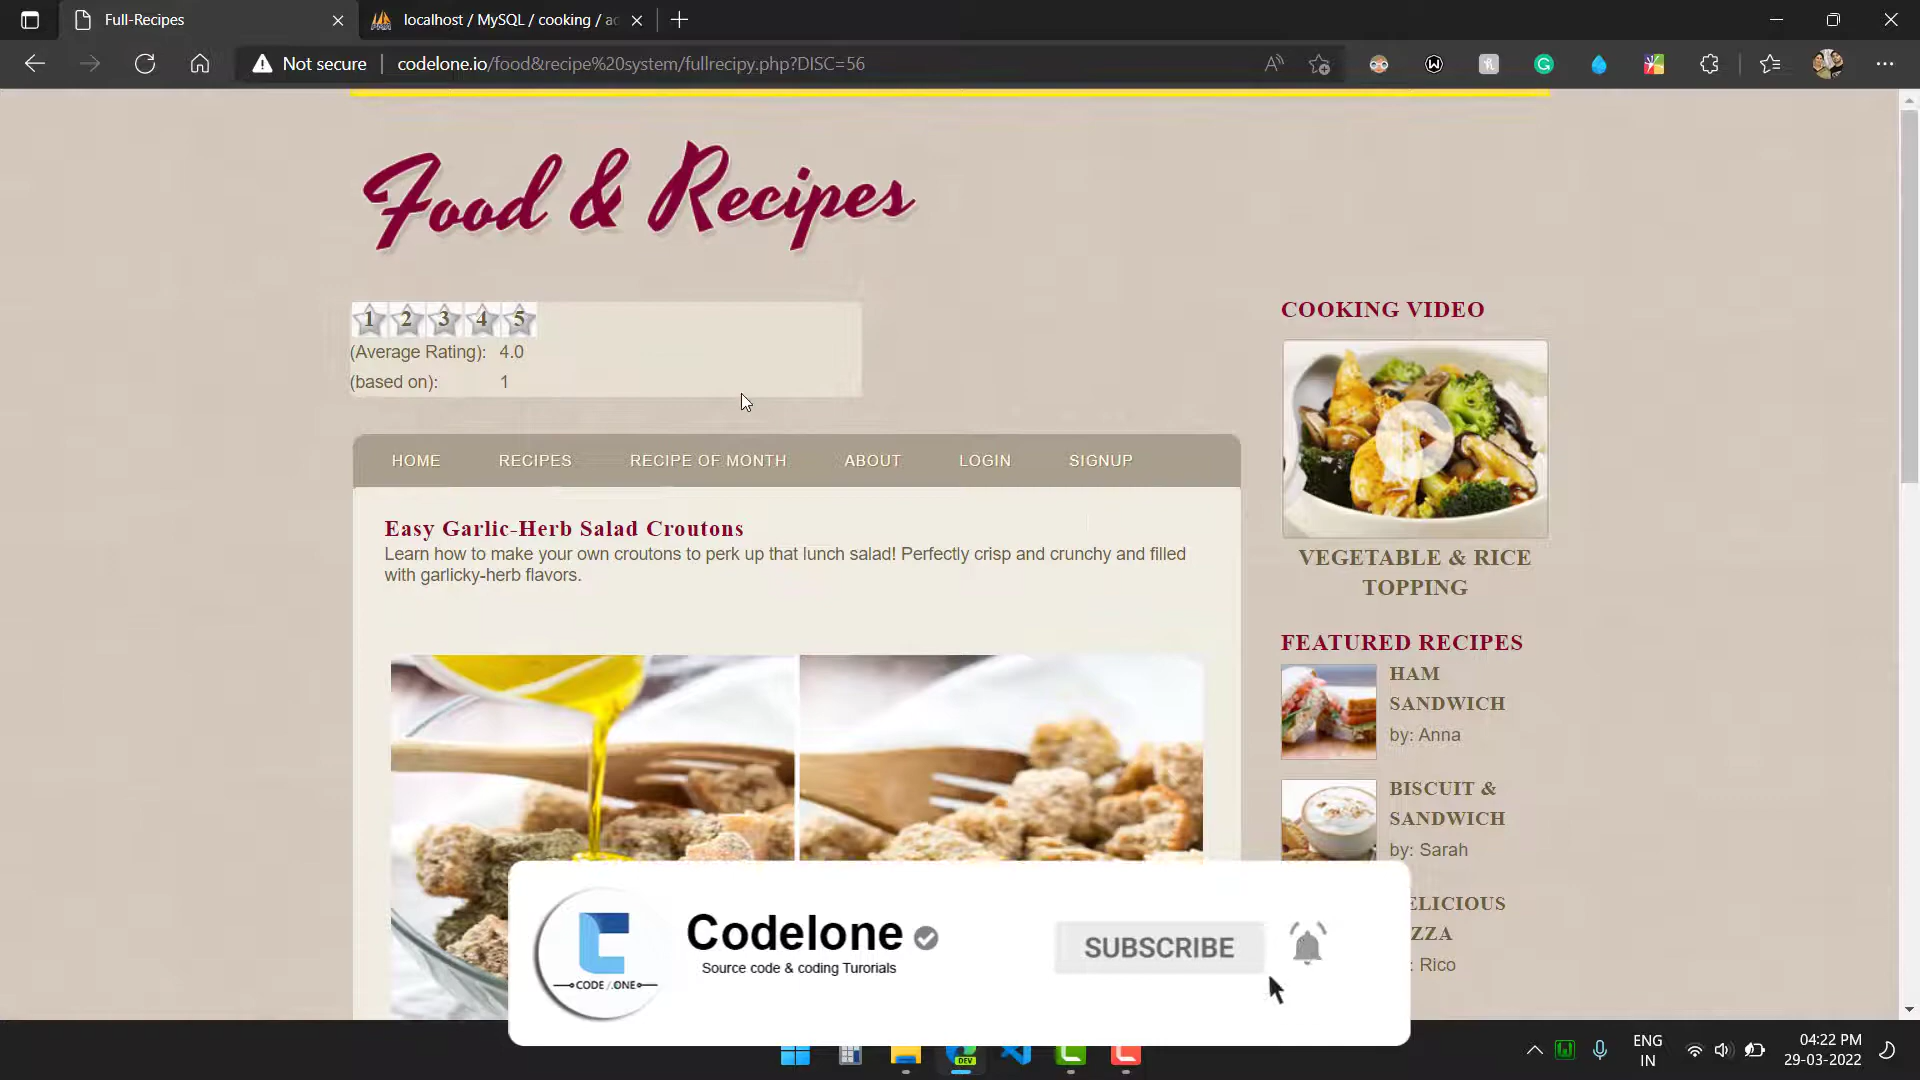 Full-Recipes
localhost / MySQL / cooking / ad
Not secure
codelone.io/food&recipe%20system/fullrecipy.php?DISC=56
Food & Recipes
1 2 3 4 5
(Average Rating): 4.0
(based on): 1
HOME RECIPES RECIPE OF MONTH ABOUT LOGIN SIGNUP
Easy Garlic-Herb Salad Croutons
Learn how to make your own croutons to perk up that lunch salad! Perfectly crisp and crunchy and filled
with garlicky-herb flavors.
COOKING VIDEO
VEGETABLE & RICE
TOPPING
FEATURED RECIPES
HAM
SANDWICH
by: Anna
BISCUIT &
SANDWICH
by: Sarah
ELICIOUS
ZZA
: Rico
CODE/.ONE
Codelone
Source code & coding Turorials
SUBSCRIBE
DEV
ENG
IN
04:22 PM
29-03-2022